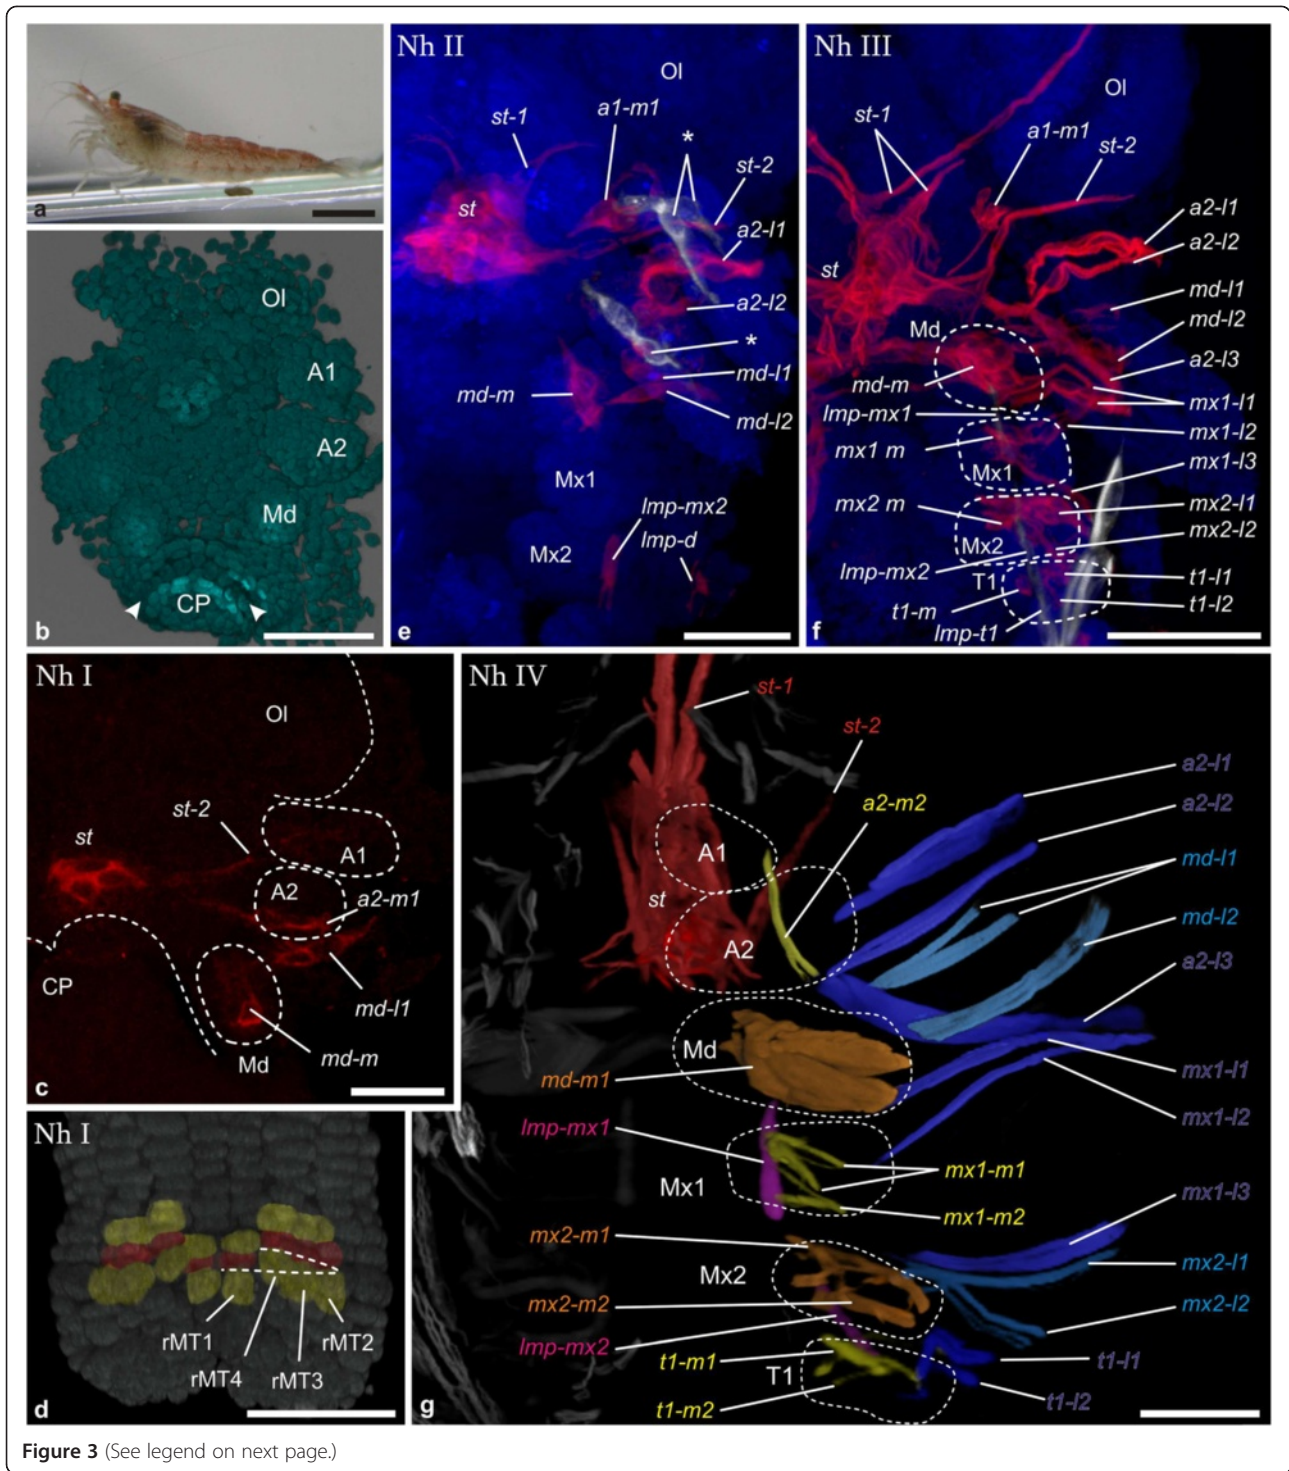 a
Ol
A1
A2
Md
CP
b
Nh II
Ol
a1-m1
st-1
*
st-2
st
a2-l1
a2-l2
*
md-l1
md-m
md-l2
Mx1
lmp-mx2
lmp-d
Mx2
e
Nh III
Ol
st-1
a1-m1
st-2
a2-l1
a2-l2
st
md-l1
Md
md-l2
md-m
a2-l3
lmp-mx1
mx1-l1
mx1-l2
mx1 m
mx1-l3
Mx1
mx2 m
mx2-l1
mx2-l2
Mx2
lmp-mx2
T1
t1-l1
t1-m
t1-l2
lmp-t1
f
Nh I
Ol
st-2
st
A1
A2
a2-m1
CP
md-l1
Md
md-m
c
Nh I
rMT1
rMT2
rMT4
rMT3
d
Nh IV
st-1
st-2
a2-l1
a2-m2
a2-l2
A1
md-l1
st
md-l2
A2
a2-l3
Md
md-m1
mx1-l1
lmp-mx1
mx1-l2
mx1-m1
Mx1
mx1-l3
mx1-m2
mx2-m1
mx2-l1
Mx2
mx2-m2
mx2-l2
lmp-mx2
t1-m1
T1
t1-l1
t1-l2
t1-m2
g
Figure 3 (See legend on next page.)